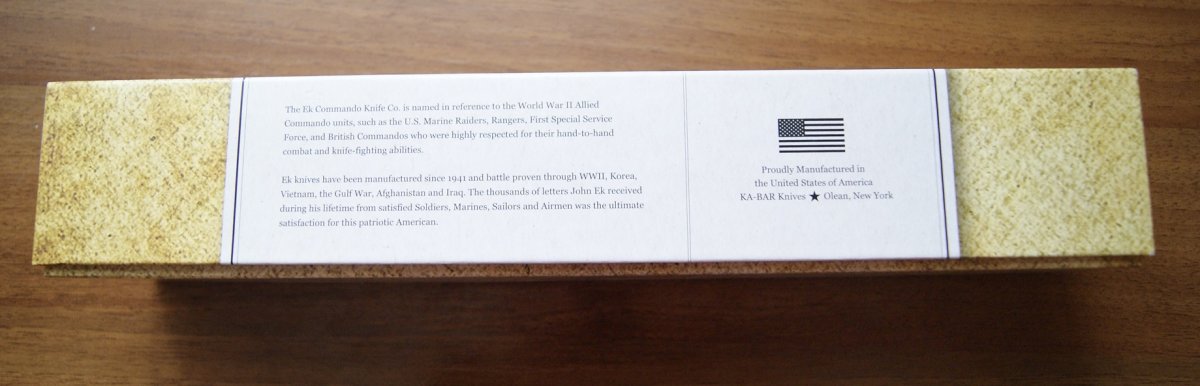 The Ek Commando Knife Co. is named in reference to the World War II Allied
Commando units, such as the U.S. Marine Raiders, Rangers, First Special Service
Force, and British Commandos who were highly respected for their hand-to-hand
combat and knife-fighting abilities.
Ek knives have been manufactured since 1941 and battle proven through WWII, Korea,
Vietnam, the Gulf War, Afghanistan and Iraq. The thousands of letters John Ek received
during his lifetime from satisfied Soldiers, Marines, Sailors and Airmen was the ultimate
satisfaction for this patriotic American.
Proudly Manufactured in
the United States of America
KA-BAR Knives ★ Olean, New York